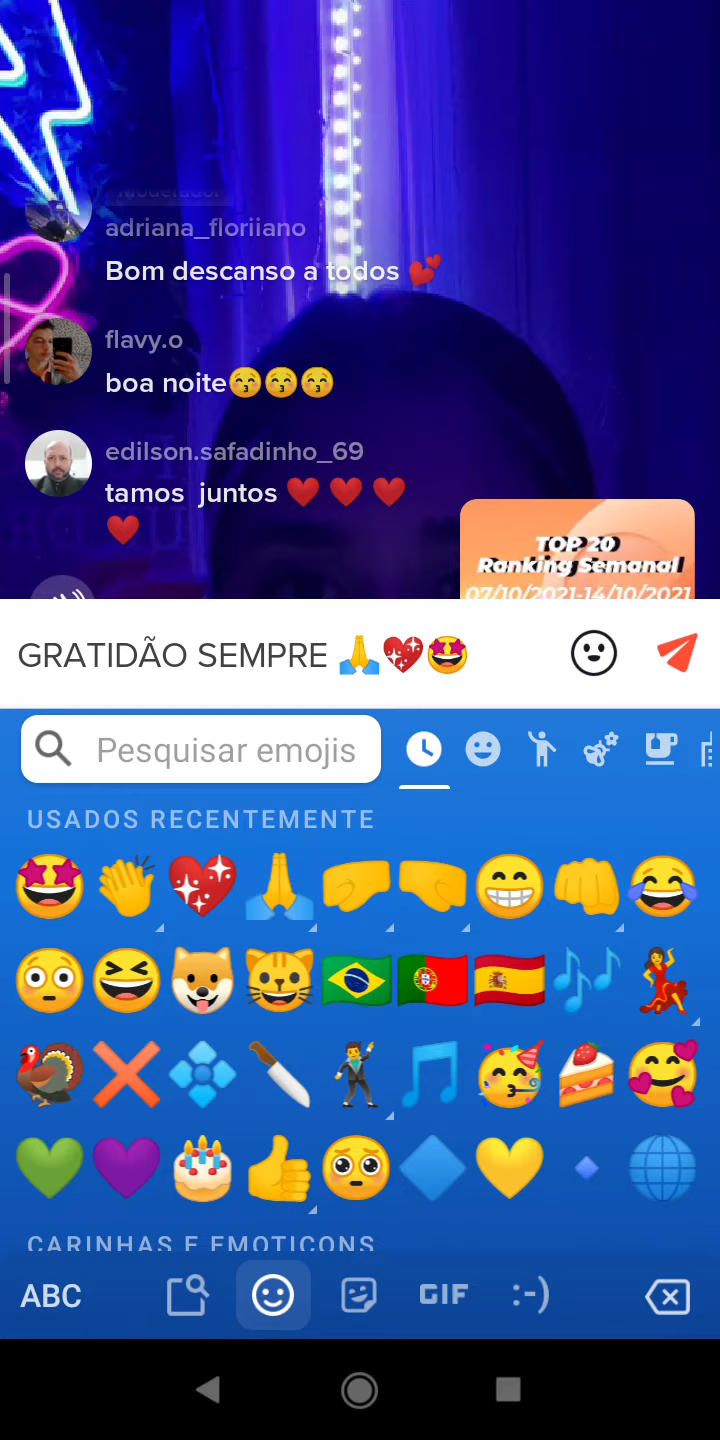 Moderador
adriana_floriiano
Bom descanso a todos 💕
flavy.o
boa noite😚😚😚
edilson.safadinho_69
tamos juntos ❤️ ❤️ ❤️
❤️
TOP 20
Ranking Semanal
07/10/2021-14/10/2021
GRATIDÃO SEMPRE 🙏💖🤩
Pesquisar emojis
USADOS RECENTEMENTE
CARINHAS E EMOTICONS
ABC
GIF
:-)